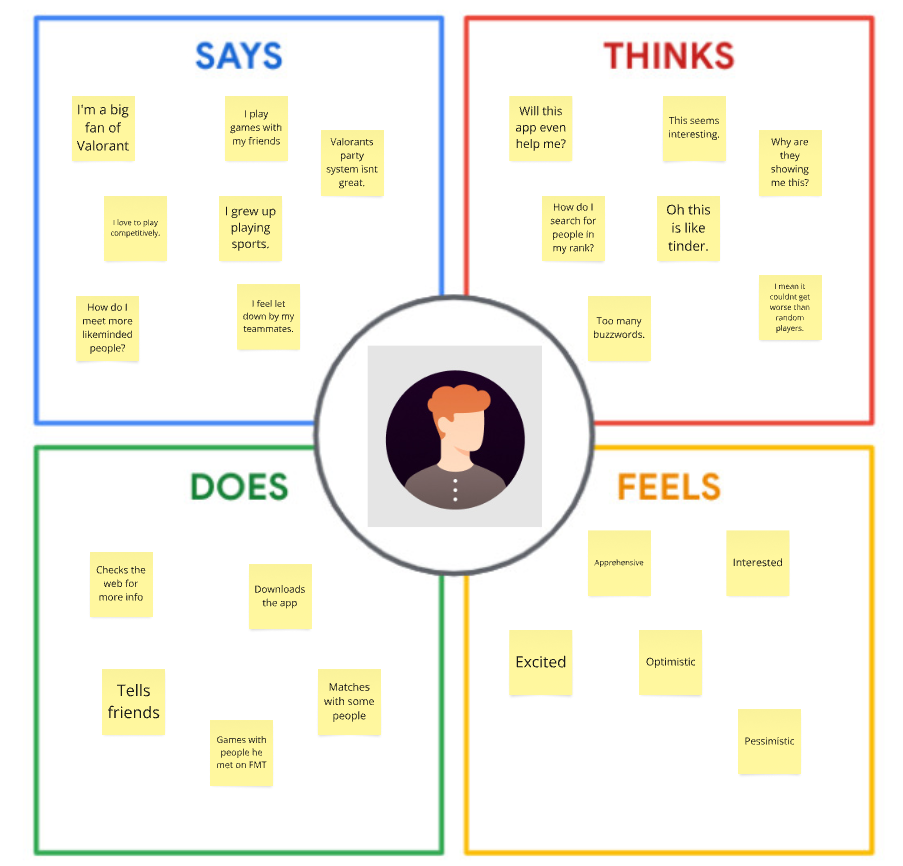 SAYS
I'm a big
fan of
Valorant
I play
games with
my friends
Valorants
party
system isnt
great.
I love to play
competitively.
I grew up
playing
sports.
How do I
meet more
likeminded
people?
I feel let
down by my
teammates.
THINKS
Will this
app even
help me?
This seems
interesting.
Why are
they
showing
me this?
How do I
search for
people in
my rank?
Oh this
is like
tinder.
I mean it
couldnt get
worse than
random
players.
Too many
buzzwords.
DOES
Checks the
web for
more info
Downloads
the app
Tells
friends
Matches
with some
people
Games with
people he
met on FMT
FEELS
Apprehensive
Interested
Excited
Optimistic
Pessimistic